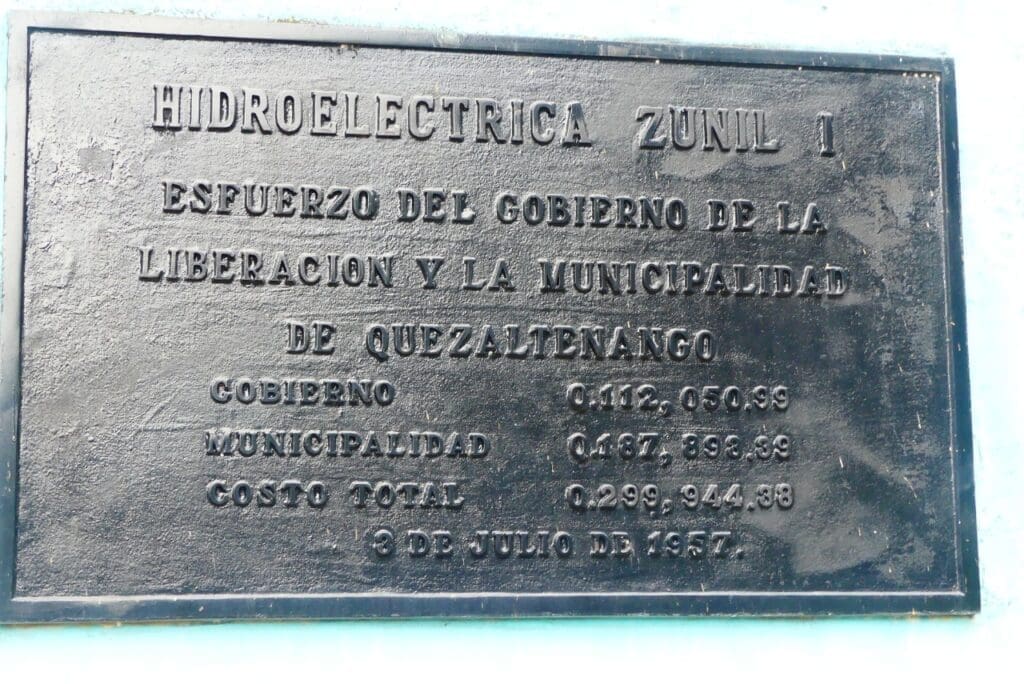 HIDROELECTRICA ZUNIL I
ESFUERZO DEL GOBIERNO DE LA
LIBERACION Y LA MUNICIPALIDAD
DE QUEZALTENANGO
GOBIERNO Q.112,050.99
MUNICIPALIDAD Q.187,893.39
COSTO TOTAL Q.299,944.38
3 DE JULIO DE 1957.